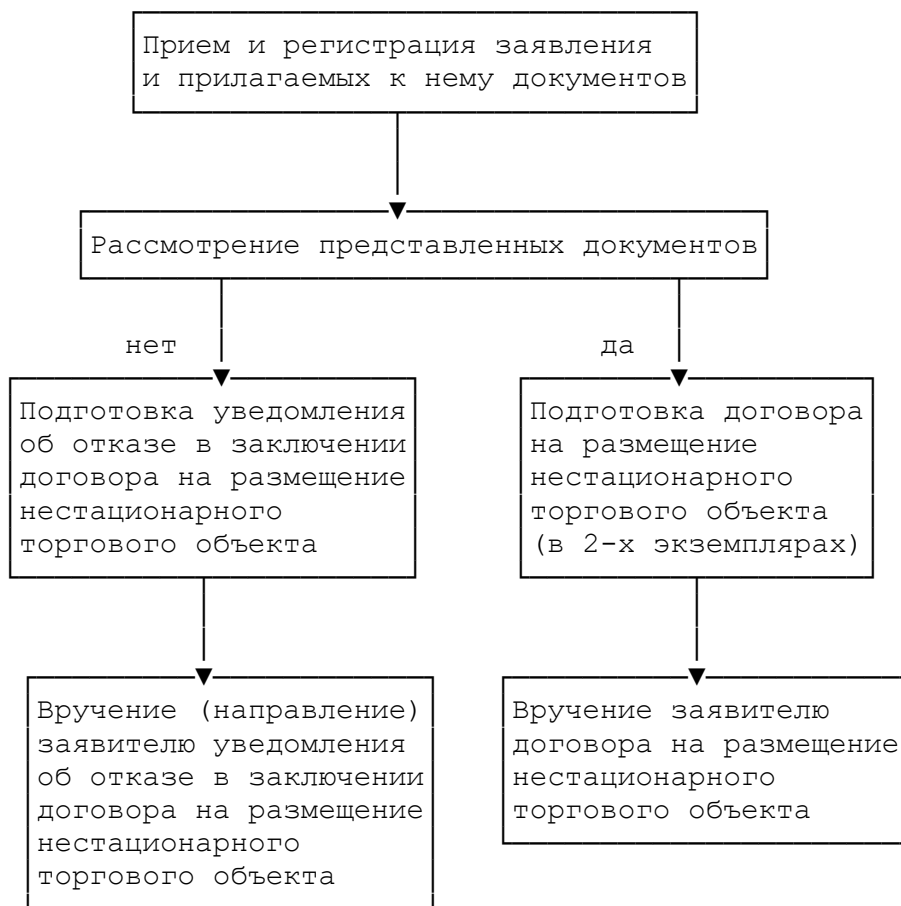 Прием и регистрация заявления
и прилагаемых к нему документов
Рассмотрение представленных документов
нет
да
Подготовка уведомления
об отказе в заключении
договора на размещение
нестационарного
торгового объекта
Подготовка договора
на размещение
нестационарного
торгового объекта
(в 2-х экземплярах)
Вручение (направление)
заявителю уведомления
об отказе в заключении
договора на размещение
нестационарного
торгового объекта
Вручение заявителю
договора на размещение
нестационарного
торгового объекта